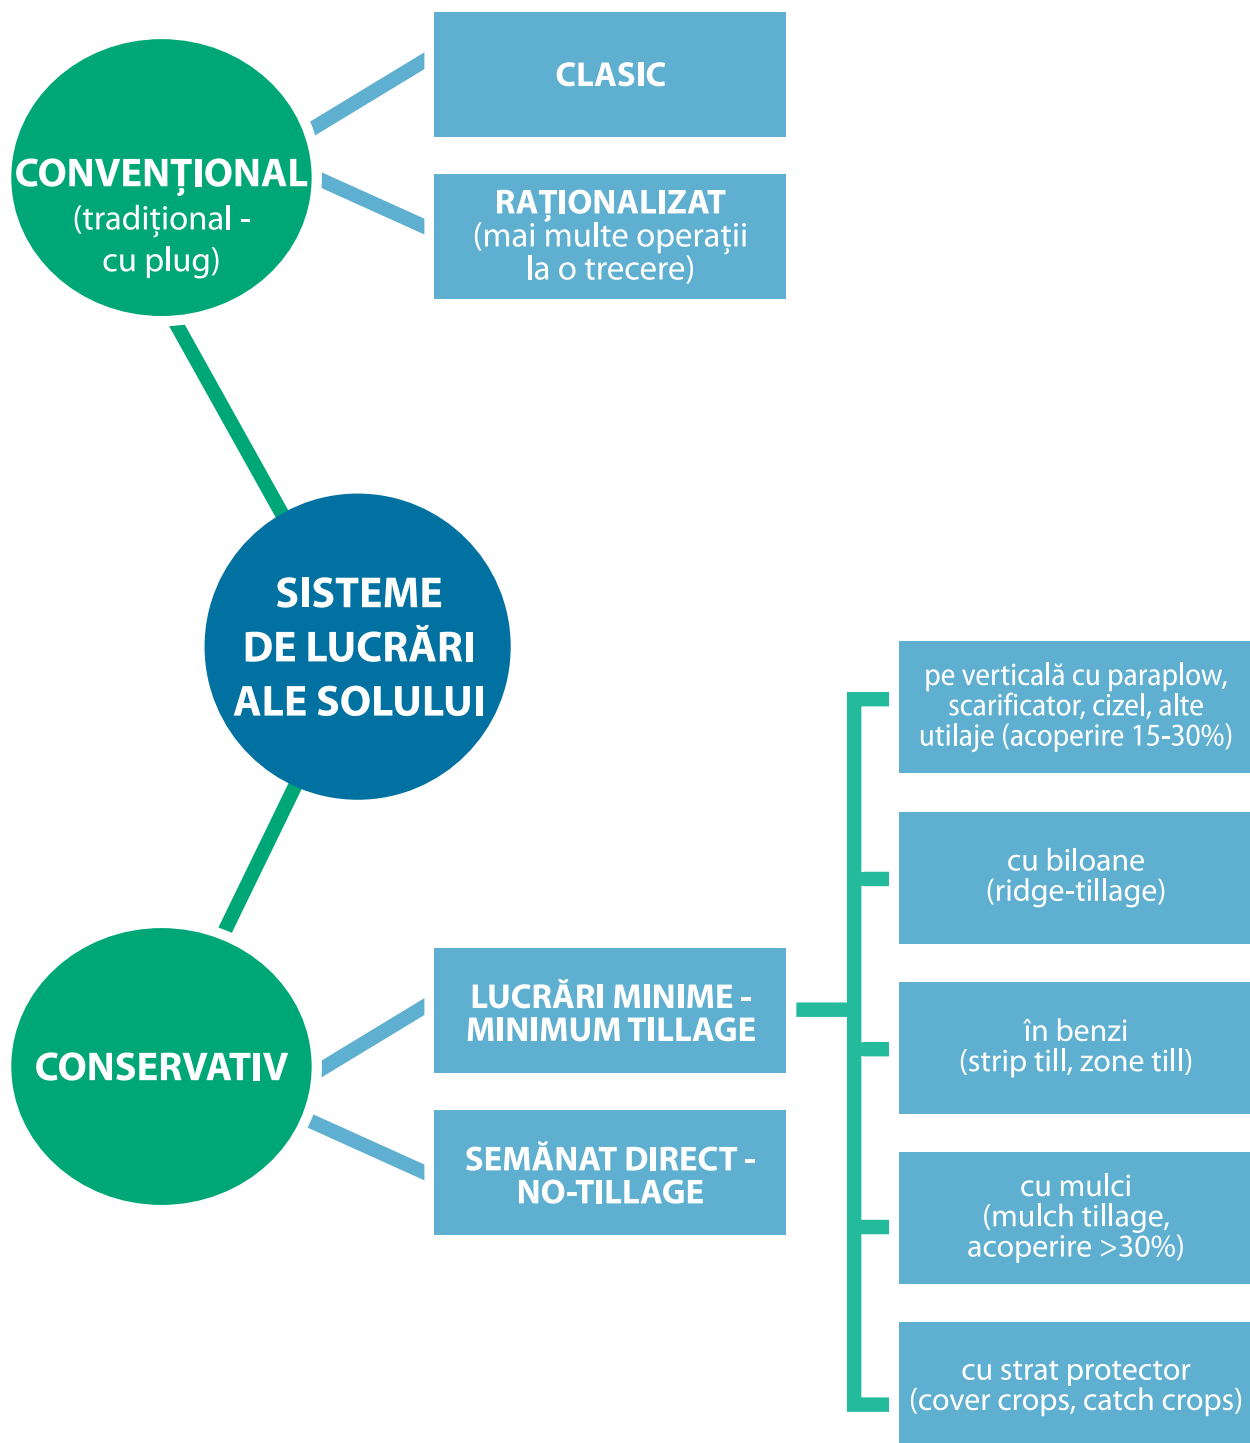 CLASIC
CONVENȚIONAL
(tradițional -
cu plug)
RAȚIONALIZAT
(mai multe operații
la o trecere)
SISTEME
DE LUCRĂRI
ALE SOLULUI
CONSERVATIV
LUCRĂRI MINIME -
MINIMUM TILLAGE
SEMĂNAT DIRECT -
NO-TILLAGE
pe verticală cu paraplow,
scarificator, cizel, alte
utilaje (acoperire 15-30%)
cu biloane
(ridge-tillage)
în benzi
(strip till, zone till)
cu mulci
(mulch tillage,
acoperire >30%)
cu strat protector
(cover crops, catch crops)